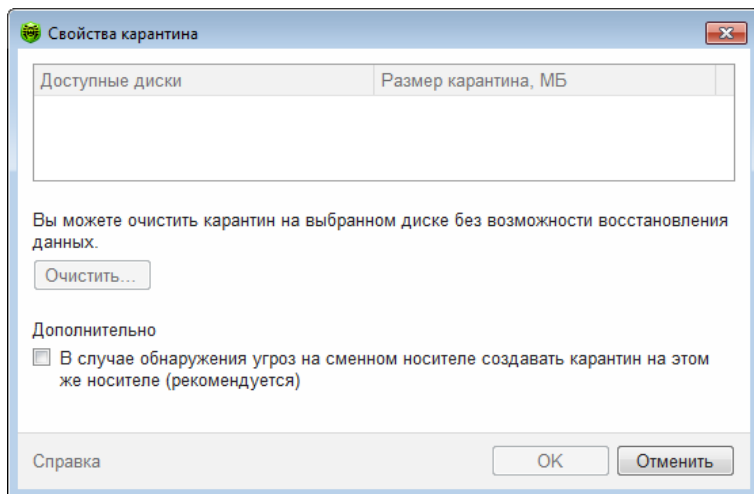 Свойства карантина
Доступные диски Размер карантина, МБ
Вы можете очистить карантин на выбранном диске без возможности восстановления
данных.
Очистить...
Дополнительно
В случае обнаружения угроз на сменном носителе создавать карантин на этом
же носителе (рекомендуется)
Справка OK Отменить